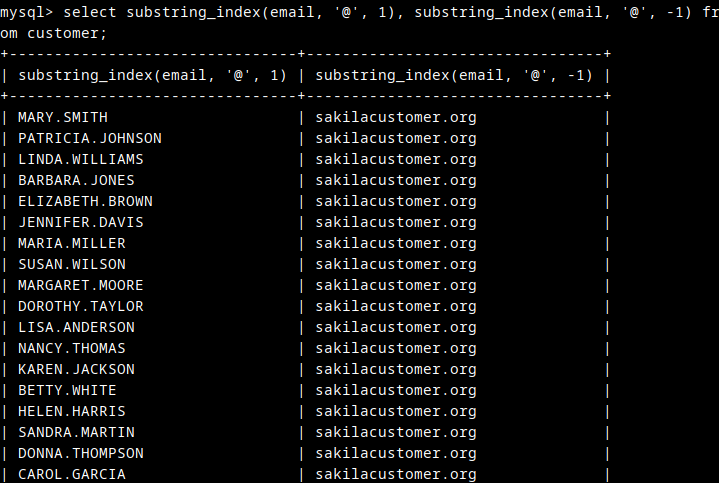 mysql> select substring_index(email, '@', 1), substring_index(email, '@', -1) fr
om customer;
+--------------------------------+---------------------------------+
| substring_index(email, '@', 1) | substring_index(email, '@', -1) |
+--------------------------------+---------------------------------+
| MARY.SMITH                     | sakilacustomer.org              |
| PATRICIA.JOHNSON               | sakilacustomer.org              |
| LINDA.WILLIAMS                 | sakilacustomer.org              |
| BARBARA.JONES                  | sakilacustomer.org              |
| ELIZABETH.BROWN                | sakilacustomer.org              |
| JENNIFER.DAVIS                 | sakilacustomer.org              |
| MARIA.MILLER                   | sakilacustomer.org              |
| SUSAN.WILSON                   | sakilacustomer.org              |
| MARGARET.MOORE                 | sakilacustomer.org              |
| DOROTHY.TAYLOR                 | sakilacustomer.org              |
| LISA.ANDERSON                  | sakilacustomer.org              |
| NANCY.THOMAS                   | sakilacustomer.org              |
| KAREN.JACKSON                  | sakilacustomer.org              |
| BETTY.WHITE                    | sakilacustomer.org              |
| HELEN.HARRIS                   | sakilacustomer.org              |
| SANDRA.MARTIN                  | sakilacustomer.org              |
| DONNA.THOMPSON                 | sakilacustomer.org              |
| CAROL.GARCIA                   | sakilacustomer.org              |